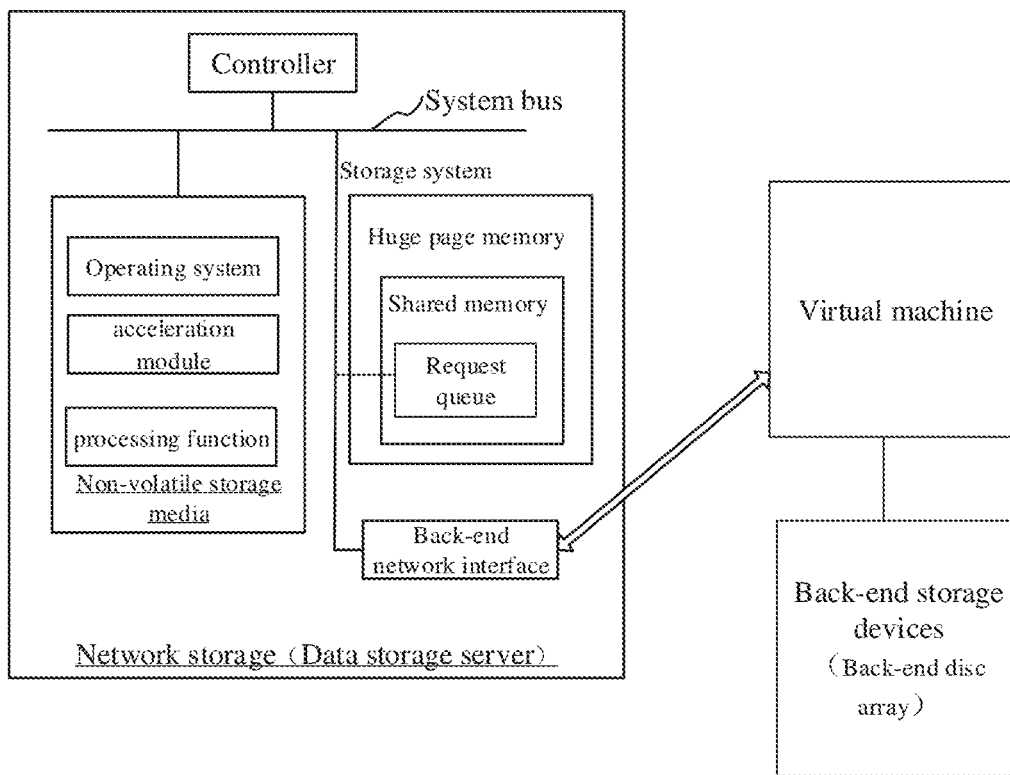 Controller
System bus
Storage system
Operating system
acceleration
module
processing function
Non-volatile storage
media
Huge page memory
Shared memory
Request
queue
Back-end
network interface
Network storage（Data storage server）
Virtual machine
Back-end storage
devices
（Back-end disc
array）